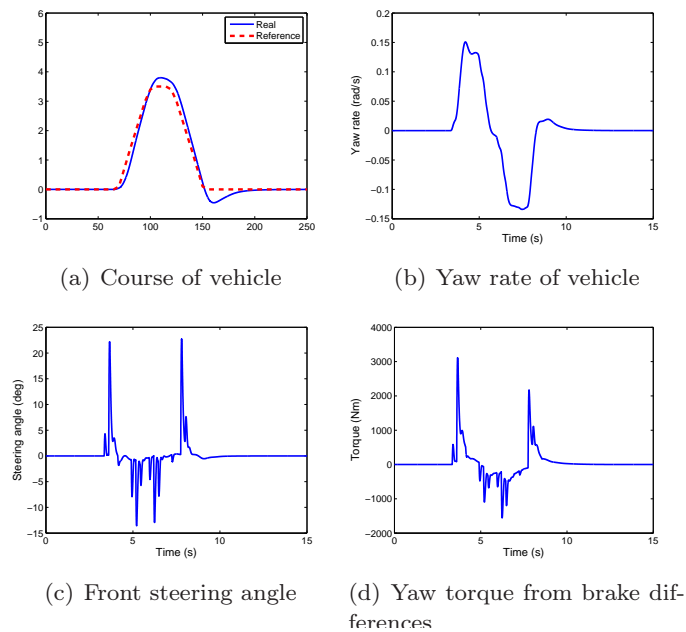 Real
Reference
6
5
4
3
2
1
0
−1
0 50 100 150 200 250
(a) Course of vehicle
Yaw rate (rad/s)
0.2
0.15
0.1
0.05
0
−0.05
−0.1
−0.15
0 5 10 15
Time (s)
(b) Yaw rate of vehicle
Steering angle (deg)
25
20
15
10
5
0
−5
−10
−15
0 5 10 15
Time (s)
(c) Front steering angle
Torque (Nm)
4000
3000
2000
1000
0
−1000
−2000
0 5 10 15
Time (s)
(d) Yaw torque from brake dif-
ferences